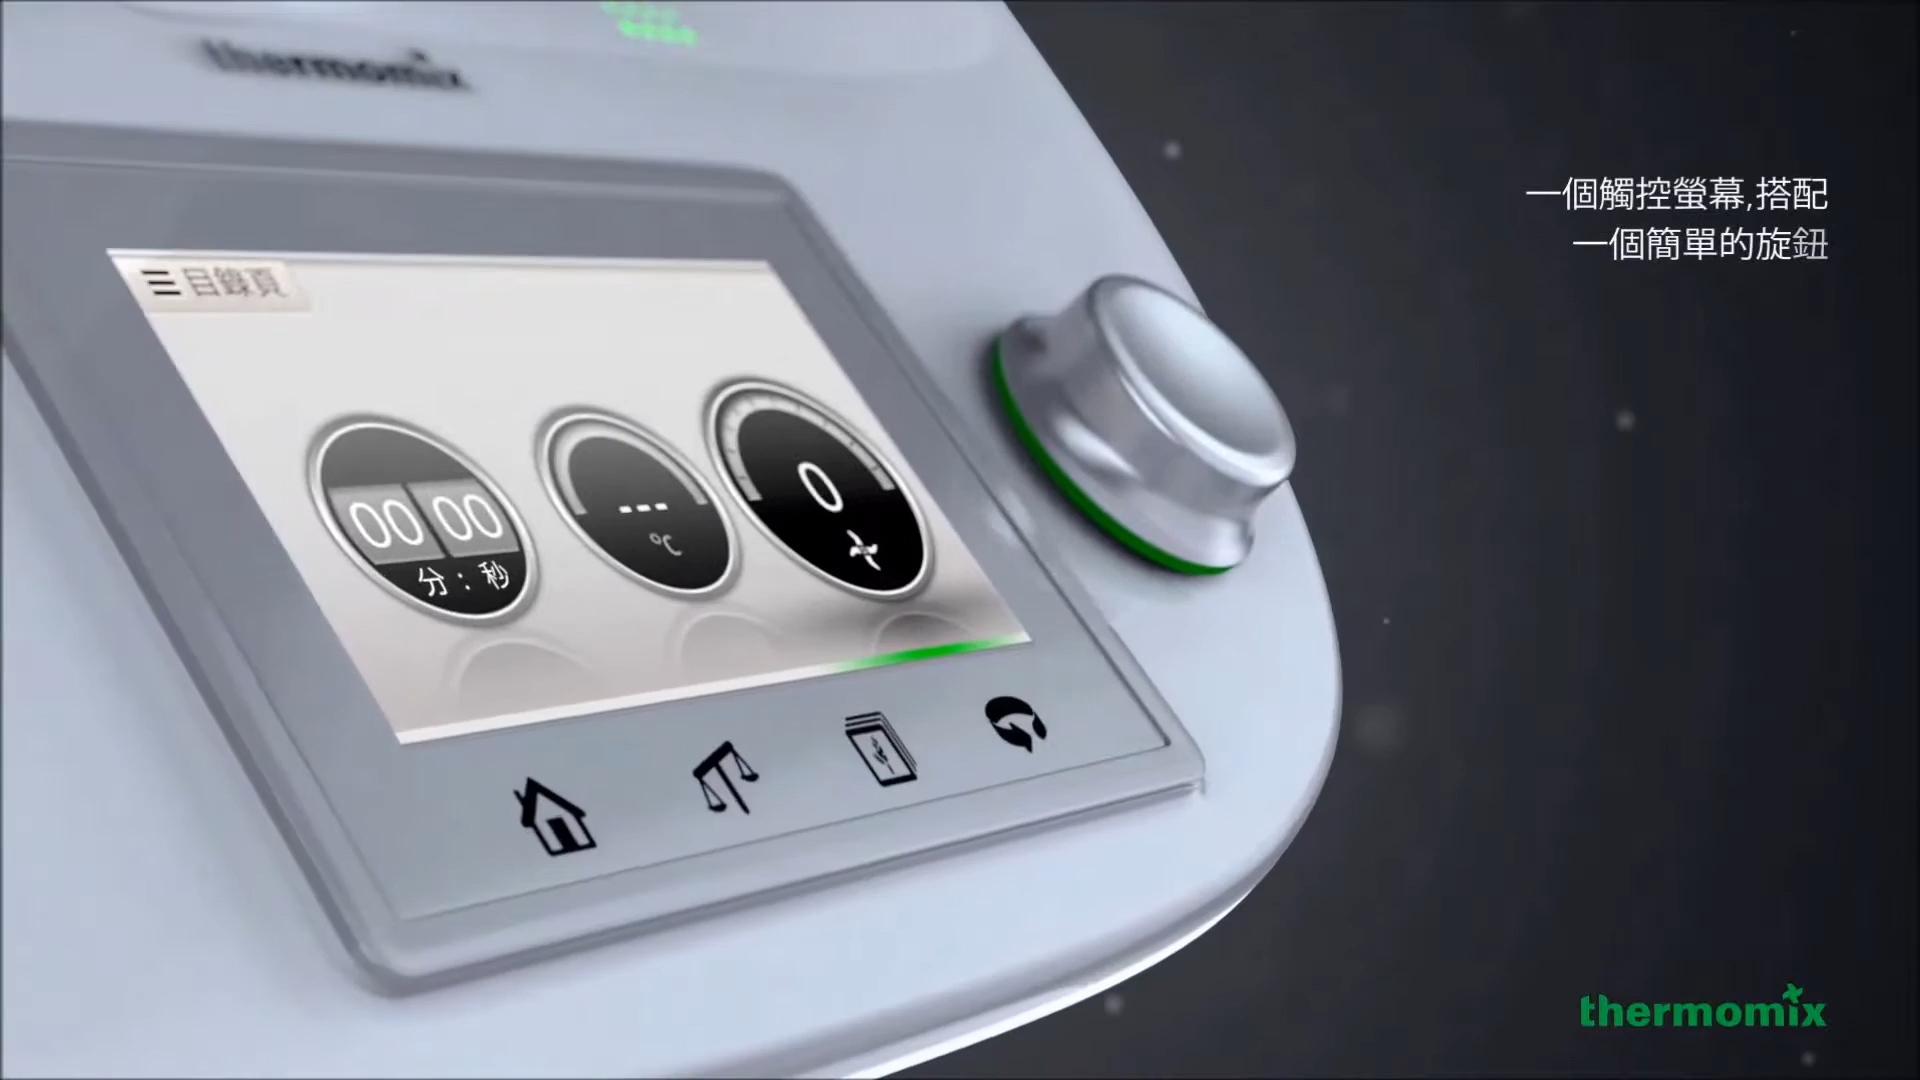 thermomix
一個觸控螢幕,搭配
一個簡單的旋鈕
目錄頁
00 00
分:秒
---
°C
0
thermomix